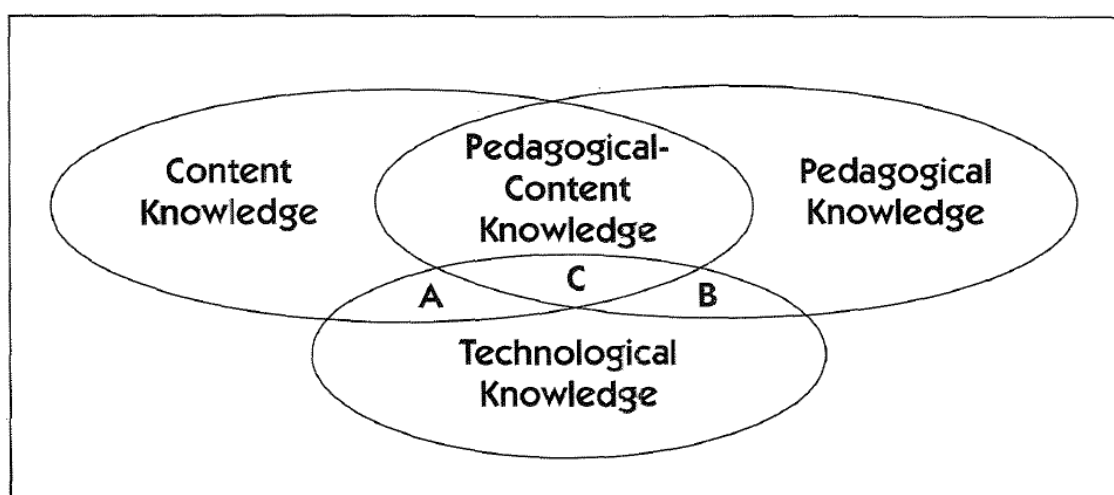 Content
Knowledge
Pedagogical-
Content
Knowledge
Pedagogical
Knowledge
A
C
B
Technological
Knowledge